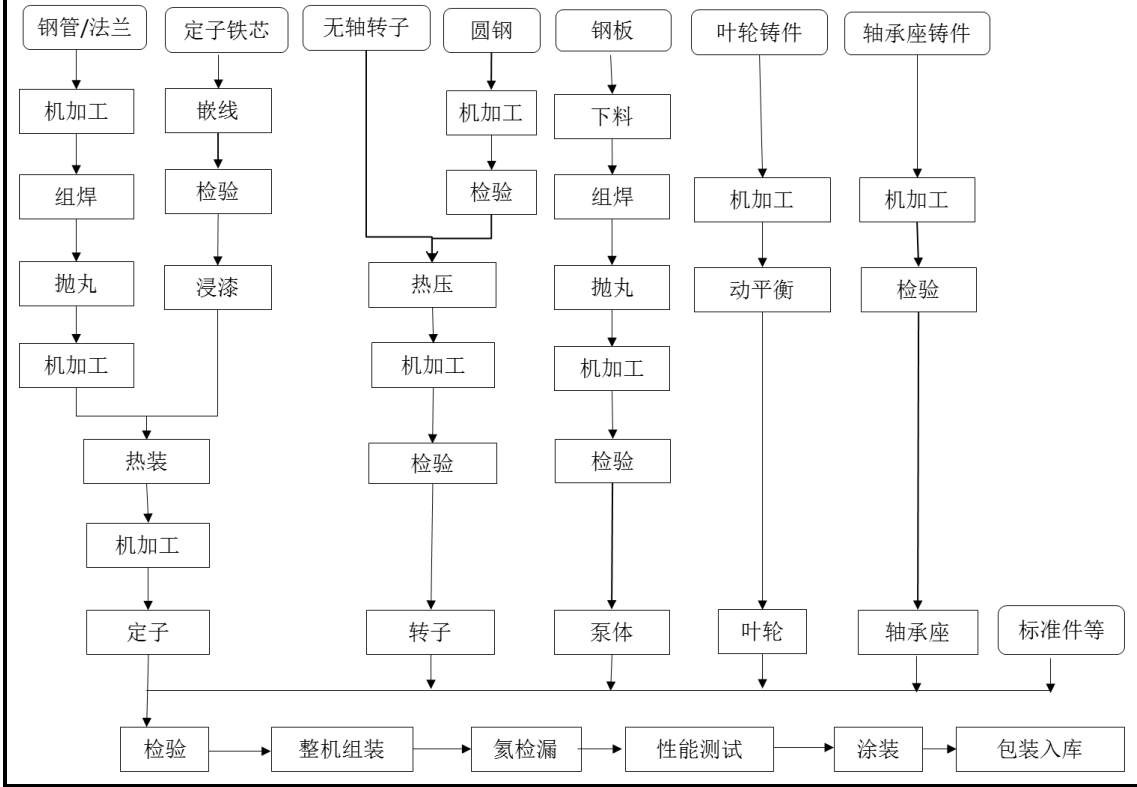 钢管/法兰
定子铁芯
无轴转子
圆钢
钢板
叶轮铸件
轴承座铸件
机加工
嵌线
机加工
下料
组焊
检验
检验
组焊
机加工
机加工
抛丸
浸漆
热压
抛丸
动平衡
检验
机加工
机加工
机加工
热装
检验
检验
机加工
定子
转子
泵体
叶轮
轴承座
标准件等
检验
整机组装
氦检漏
性能测试
涂装
包装入库